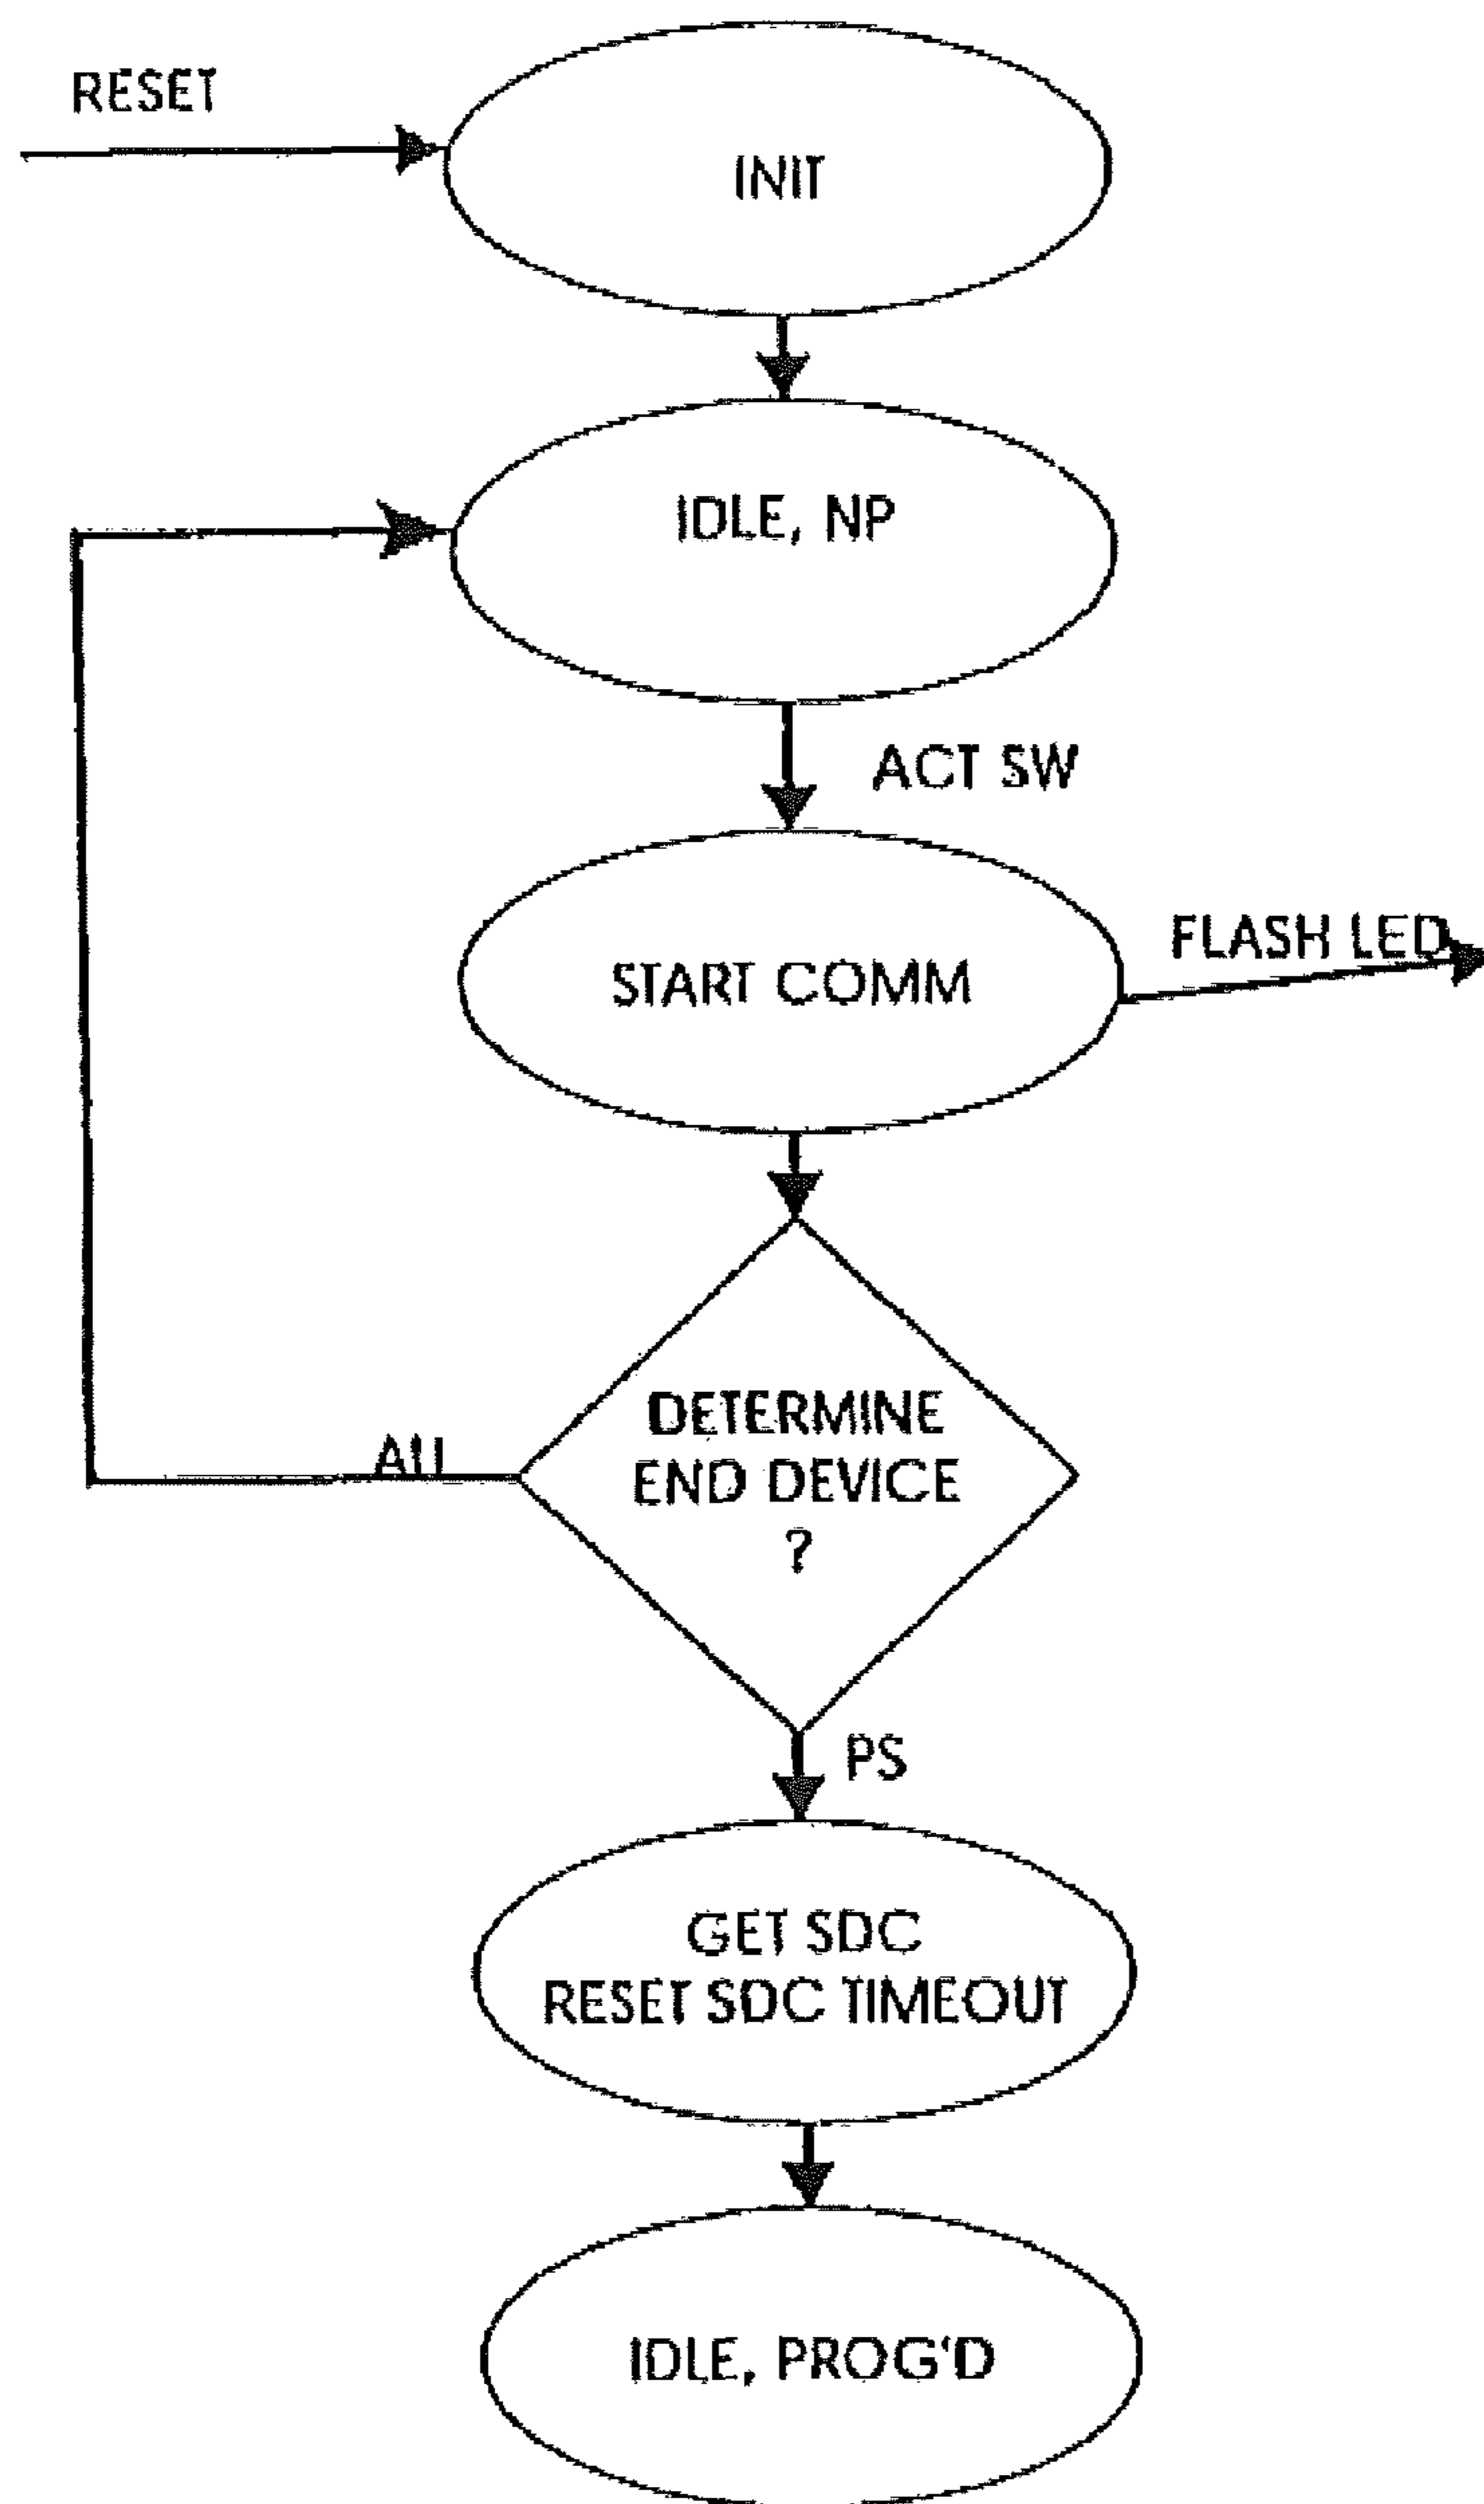 RESET
INIT
IDLE, NP
ACT SW
START COMM
FLASH LED
DETERMINE
END DEVICE
?
PS
GET SDC
RESET SDC TIMEOUT
IDLE, PROG'D